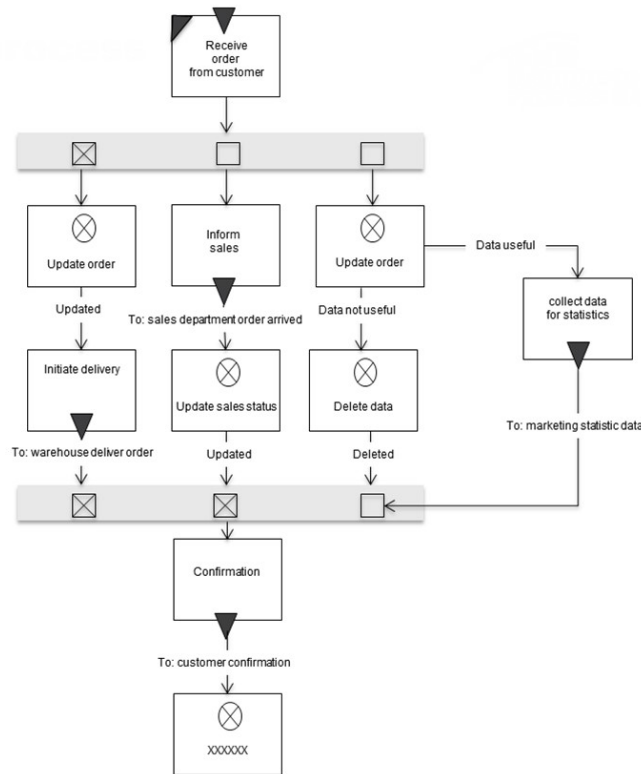 Receive
order
from customer
Update order
Inform
sales
Update order
Data useful
Updated
To: sales department order arrived
Data not useful
collect data
for statistics
Initiate delivery
Update sales status
Delete data
To: marketing statistic data
To: warehouse deliver order
Updated
Deleted
Confirmation
To: customer confirmation
XXXXXX